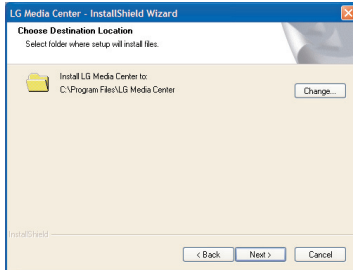 LG Media Center - InstallShield Wizard
Choose Destination Location
Select folder where setup will install files.
Install LG Media Center to:
C:\Program Files\LG Media Center
Change...
InstallShield
< Back
Next >
Cancel